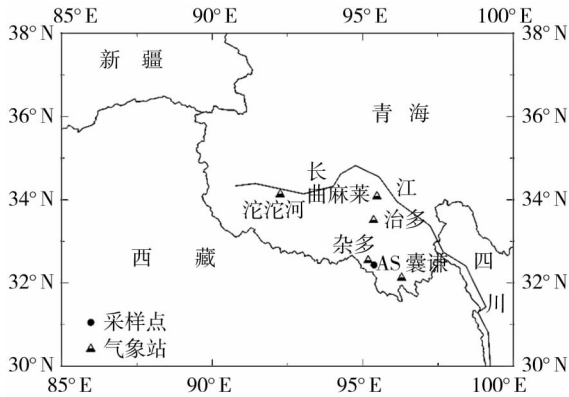 85°E 90°E 95°E 100°E
38°N 38°N
新 疆
36°N 青 海 36°N
长
曲麻莱 江
34°N 34°N
沱沱河 治多
杂多
西 藏 AS 囊谦 四
32°N 32°N
川
采样点
气象站
30°N 30°N
85°E 90°E 95°E 100°E